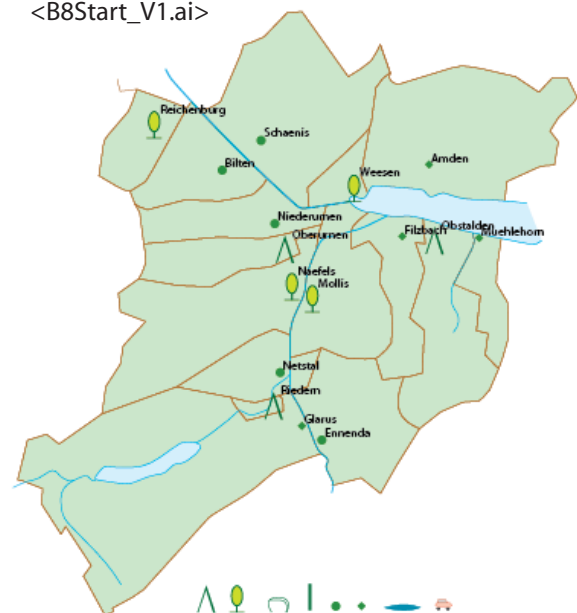 <B8Start_V1.ai>
Reichenburg
Schaenis
Bilten
Amden
Weesen
Niederurnen
Obstalden
Filzbach
Muehlehorn
Oberurnen
Naefels
Mollis
Netstal
Riedern
Glarus
Ennenda